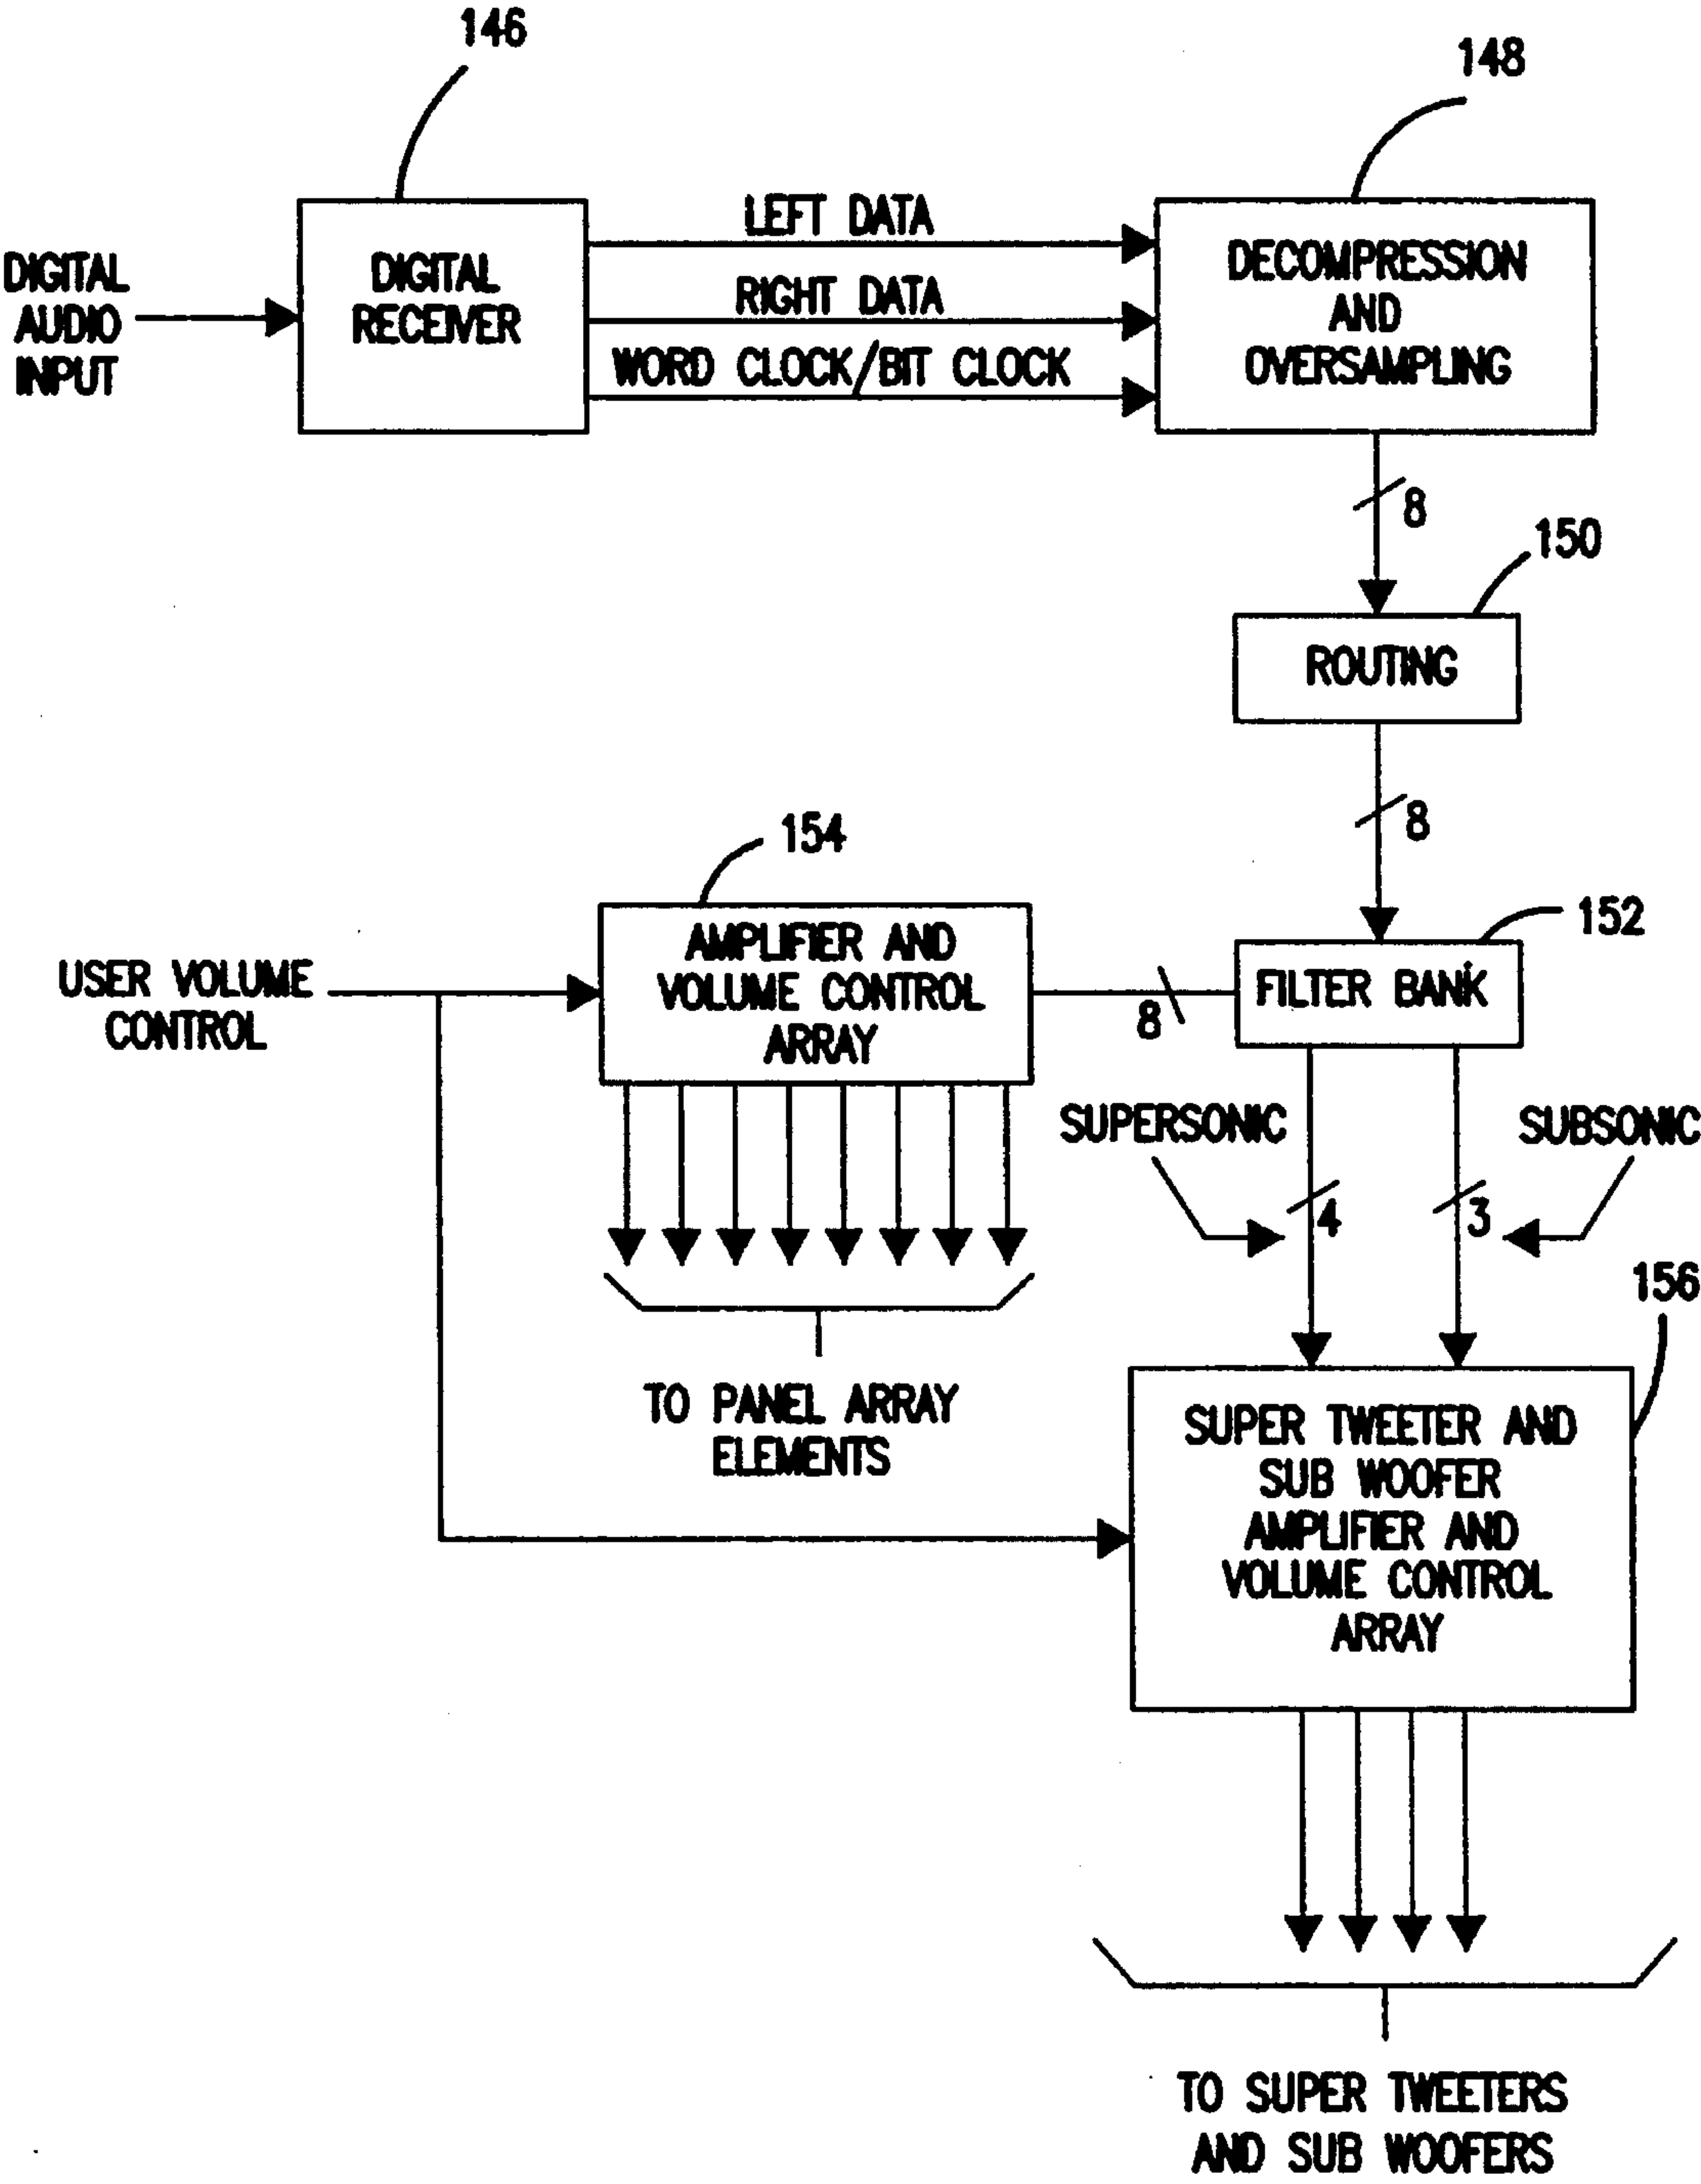 146
148
DIGITAL
AUDIO
INPUT
DIGITAL
RECEIVER
LEFT DATA
RIGHT DATA
WORD CLOCK/BIT CLOCK
DECOMPRESSION
AND
OVERSAMPLING
8
150
ROUTING
8
154
152
USER VOLUME
CONTROL
AMPLIFIER AND
VOLUME CONTROL
ARRAY
8
FILTER BANK
SUPERSONIC
SUBSONIC
4
3
156
TO PANEL ARRAY
ELEMENTS
SUPER TWEETER AND
SUB WOOFER
AMPLIFIER AND
VOLUME CONTROL
ARRAY
TO SUPER TWEETERS
AND SUB WOOFERS